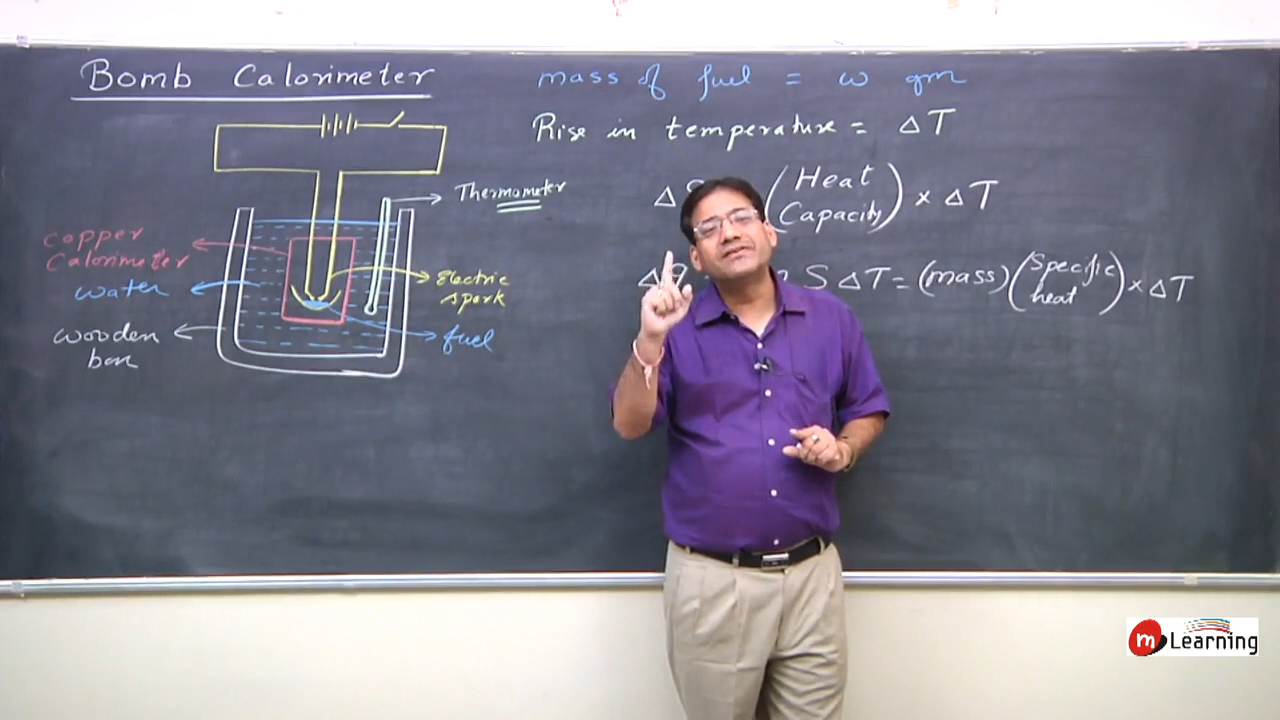 Bomb Calorimeter
mass of fuel = w gm
Rise in temperature = ΔT
Δ (Heat Capacity) × ΔT
Δ S ΔT = (mass) (Specific heat) × ΔT
Thermometer
Copper
Calorimeter
water
wooden
Electric
spark
fuel
m Learning